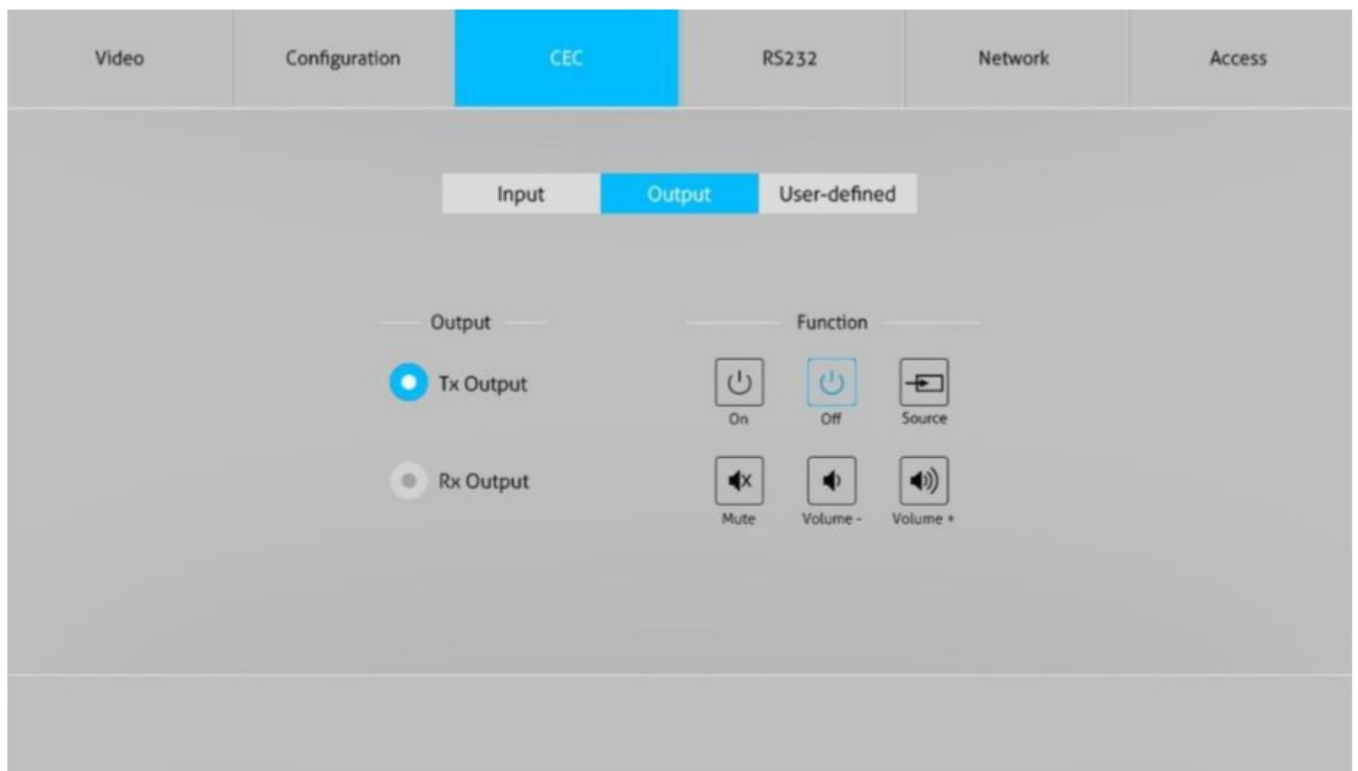 Video Configuration CEC RS232 Network Access
Input Output User-defined
Output Function
Tx Output
On Off Source
Rx Output
Mute Volume - Volume +